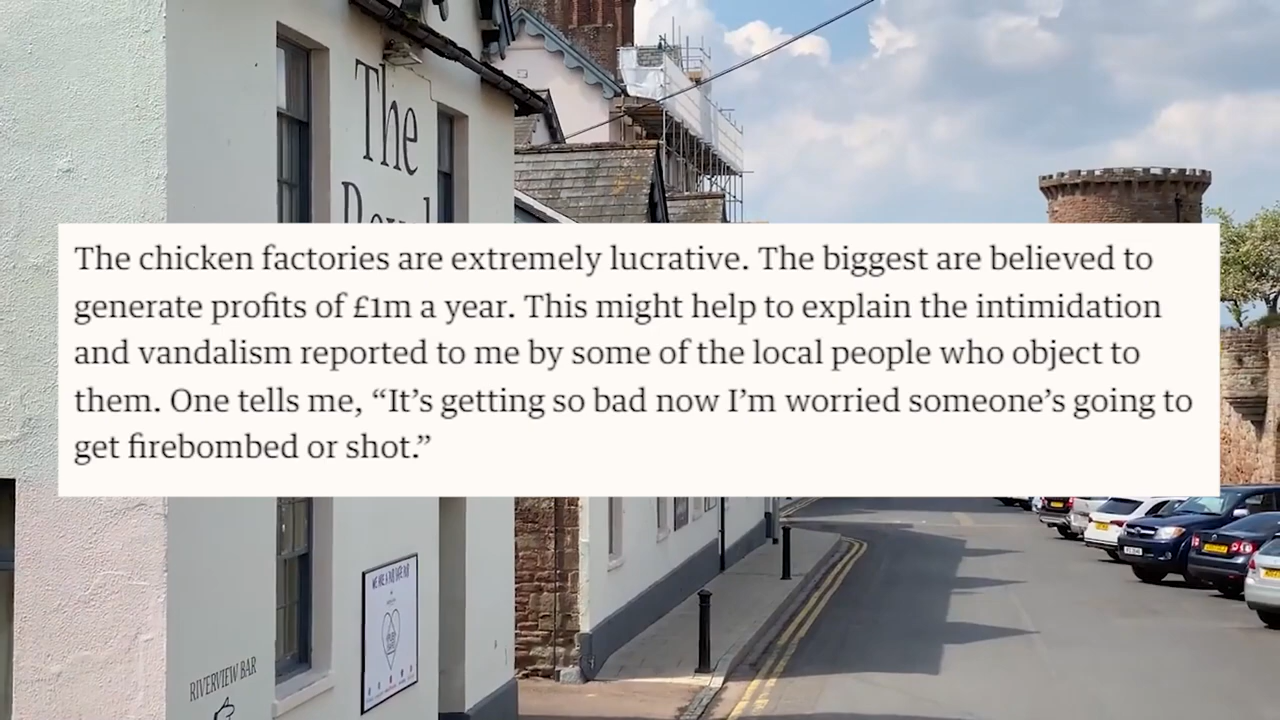 The
The chicken factories are extremely lucrative. The biggest are believed to
generate profits of £1m a year. This might help to explain the intimidation
and vandalism reported to me by some of the local people who object to
them. One tells me, “It’s getting so bad now I’m worried someone’s going to
get firebombed or shot.”
RIVERVIEW BAR